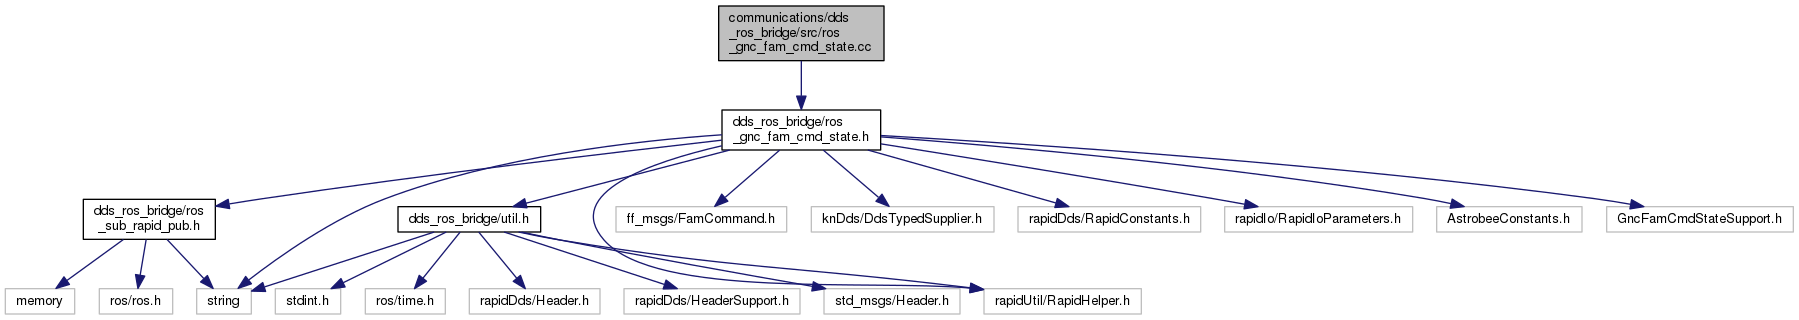 communications/dds
_ros_bridge/src/ros
_gnc_fam_cmd_state.cc
dds_ros_bridge/ros
_gnc_fam_cmd_state.h
dds_ros_bridge/ros
_sub_rapid_pub.h
dds_ros_bridge/util.h
ff_msgs/FamCommand.h
knDds/DdsTypedSupplier.h
rapidDds/RapidConstants.h
rapidIo/RapidIoParameters.h
AstrobeeConstants.h
GncFamCmdStateSupport.h
memory
ros/ros.h
string
stdint.h
ros/time.h
rapidDds/Header.h
rapidDds/HeaderSupport.h
std_msgs/Header.h
rapidUtil/RapidHelper.h